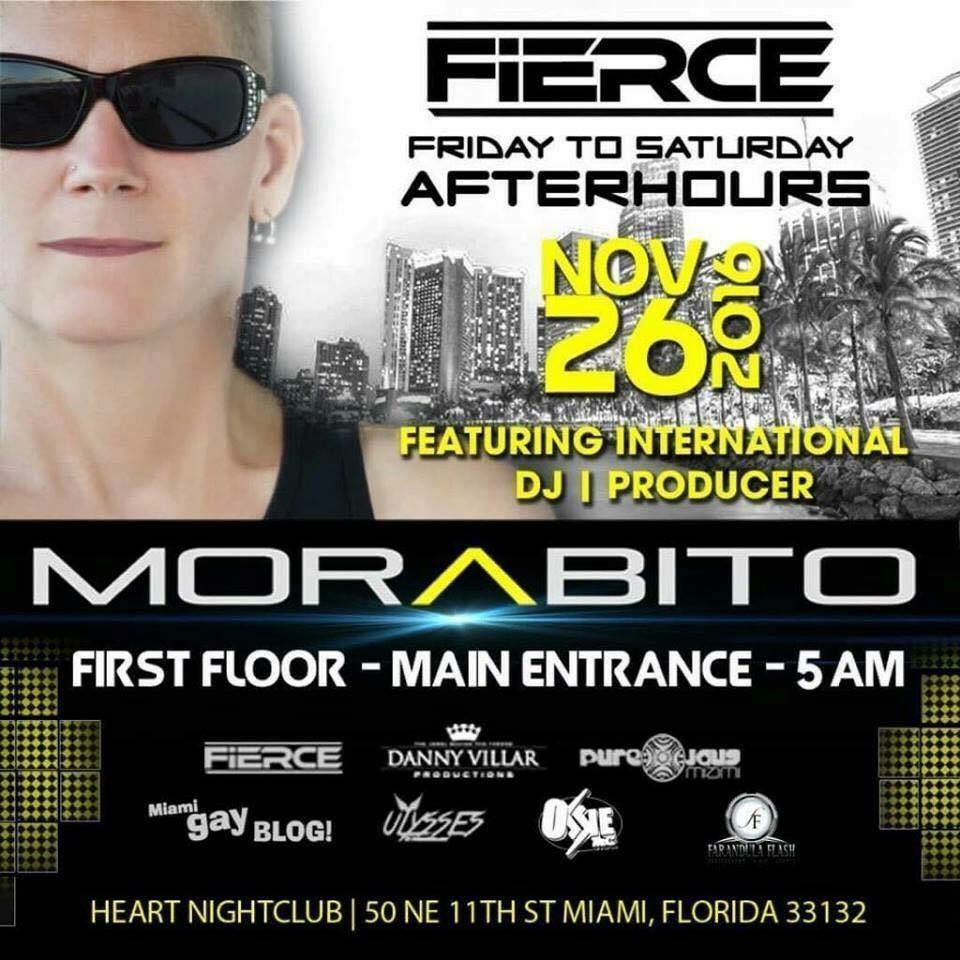 FiERCE
FRIDAY TO SATURDAY
AFTERHOURS
NOV
26
2016
FEATURING INTERNATIONAL
DJ | PRODUCER
MORABITO
FIRST FLOOR - MAIN ENTRANCE - 5 AM
FiERCE
DANNY VILLAR
PRODUCTIONS
miami
Miami
gay BLOG!
ULYSSES
OSSIE
FARANDULA FLASH
HEART NIGHTCLUB | 50 NE 11TH ST MIAMI, FLORIDA 33132